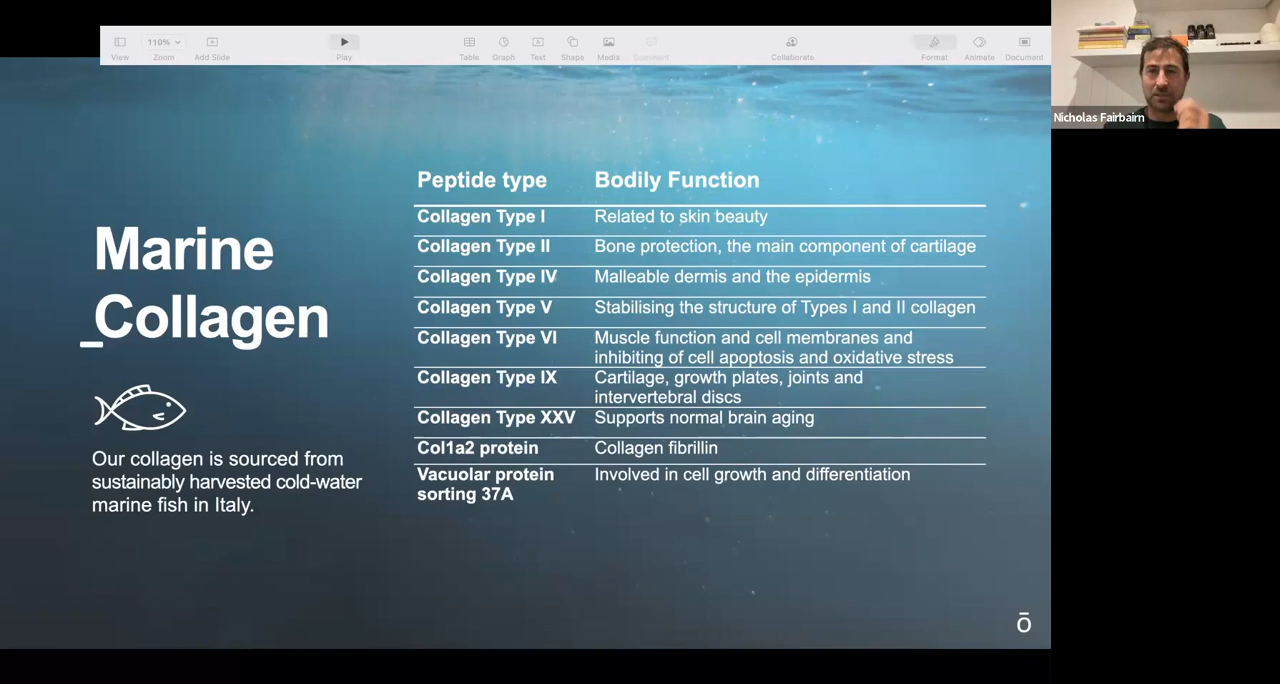 110%
View
Zoom
Add Slide
Play
Table
Graph
Text
Shape
Media
Comment
Collaborate
Format
Animate
Document
Nicholas Fairbairn
Marine
_Collagen
Our collagen is sourced from
sustainably harvested cold-water
marine fish in Italy.
Peptide type Bodily Function
Collagen Type I Related to skin beauty
Collagen Type II Bone protection, the main component of cartilage
Collagen Type IV Malleable dermis and the epidermis
Collagen Type V Stabilising the structure of Types I and II collagen
Collagen Type VI Muscle function and cell membranes and
inhibiting of cell apoptosis and oxidative stress
Collagen Type IX Cartilage, growth plates, joints and
intervertebral discs
Collagen Type XXV Supports normal brain aging
Col1a2 protein Collagen fibrillin
Vacuolar protein Involved in cell growth and differentiation
sorting 37A
ō